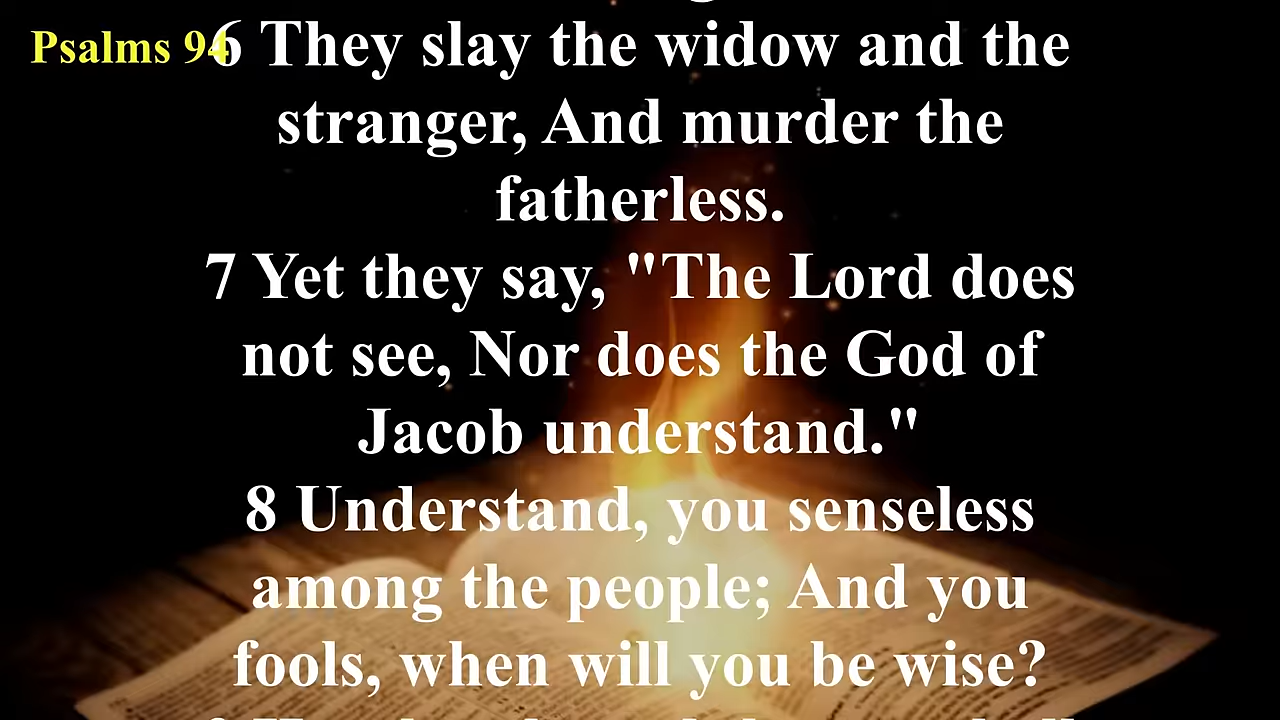 Psalms 94
6 They slay the widow and the
stranger, And murder the
fatherless.
7 Yet they say, "The Lord does
not see, Nor does the God of
Jacob understand."
8 Understand, you senseless
among the people; And you
fools, when will you be wise?